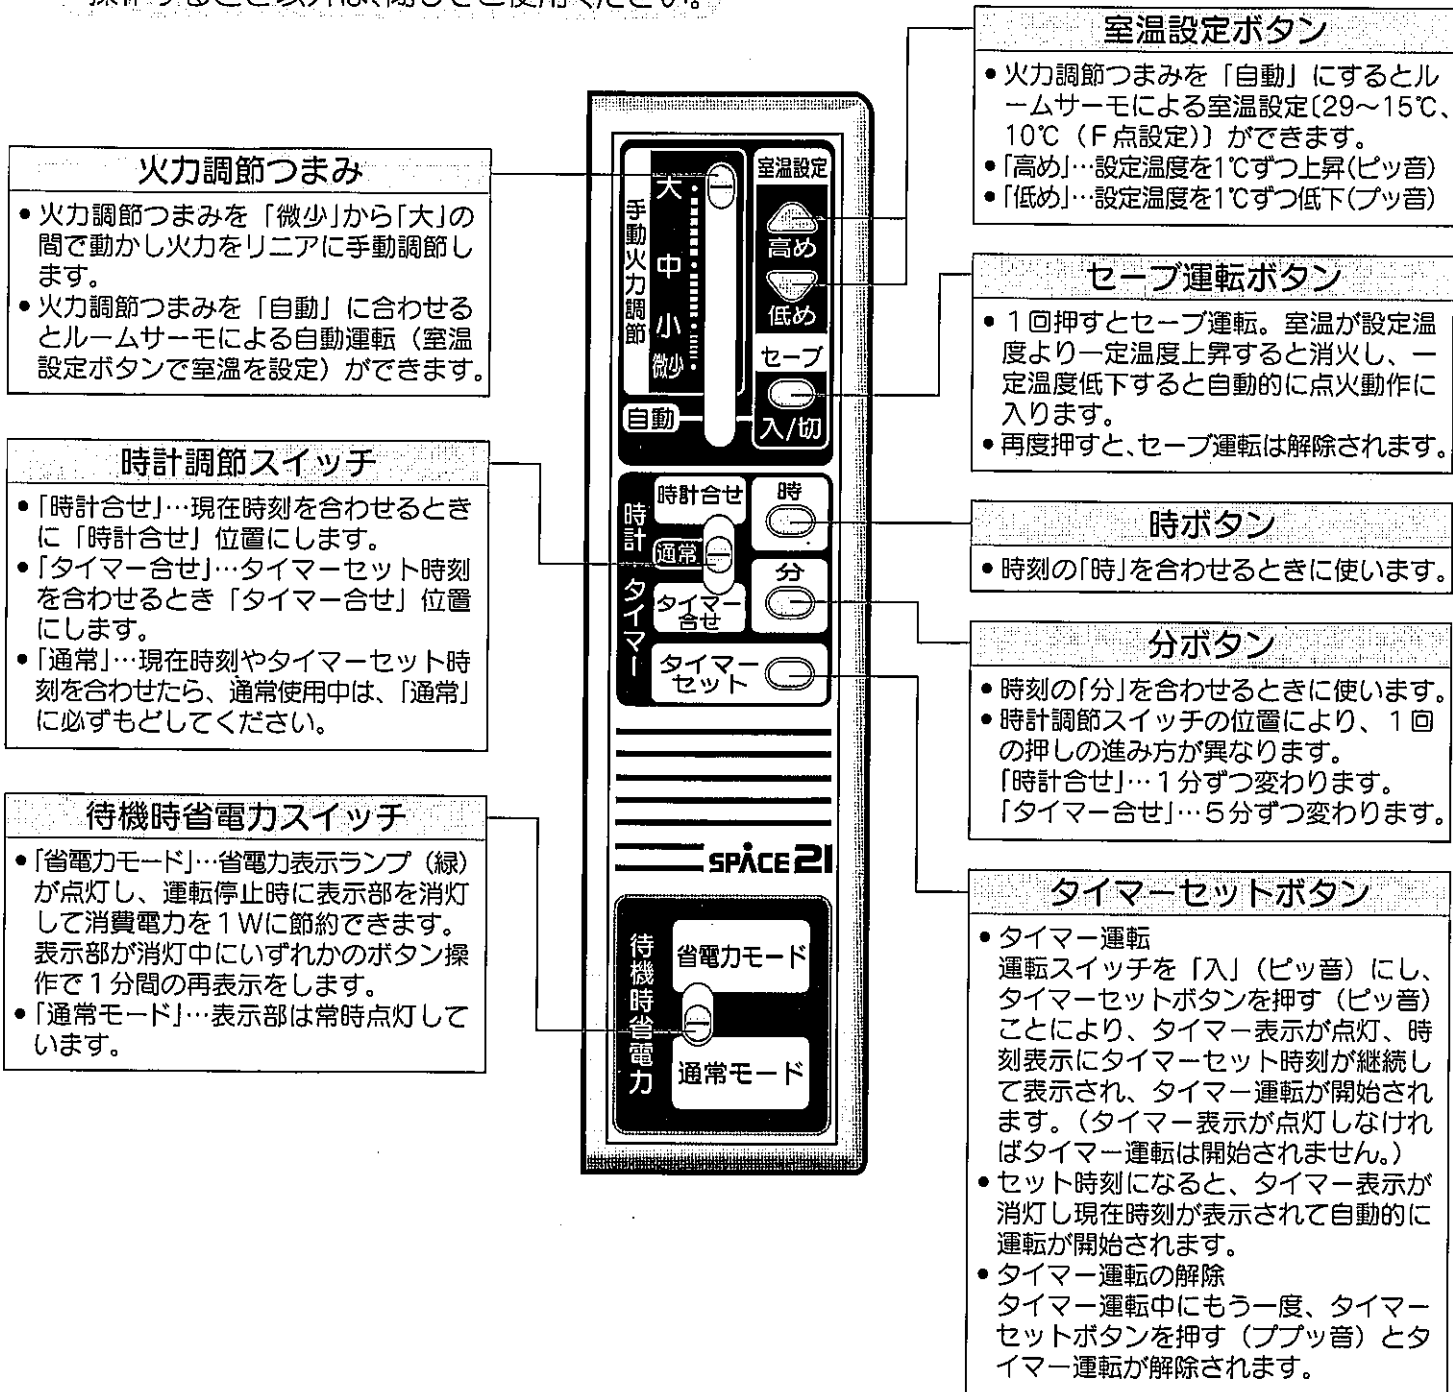 操作するとき以外は、閉じてご使用ください。
火力調節つまみ
• 火力調節つまみを「微少」から「大」の
間で動かし火力をリニアに手動調節し
ます。
• 火力調節つまみを「自動」に合わせる
とルームサーモによる自動運転（室温
設定ボタンで室温を設定）ができます。
時計調節スイッチ
• 「時計合せ」…現在時刻を合わせるとき
に「時計合せ」位置にします。
• 「タイマー合せ」…タイマーセット時刻
を合わせるとき「タイマー合せ」位置
にします。
• 「通常」…現在時刻やタイマーセット時
刻を合わせたら、通常使用中は、「通常」
に必ずもどしてください。
待機時省電力スイッチ
• 「省電力モード」…省電力表示ランプ（緑）
が点灯し、運転停止時に表示部を消灯
して消費電力を1Wに節約できます。
表示部が消灯中にいずれかのボタン操
作で1分間の再表示をします。
• 「通常モード」…表示部は常時点灯して
います。
手動火力調節
大
中
小
微少
自動
室温設定
高め
低め
セーブ
入/切
時計
タイマー
時計合せ
通常
タイマー
合せ
時
分
タイマー
セット
SPACE 21
待機時省電力
省電力モード
通常モード
室温設定ボタン
• 火力調節つまみを「自動」にするとル
ームサーモによる室温設定〔29〜15℃、
10℃（F点設定）〕ができます。
• 「高め」…設定温度を1℃ずつ上昇(ピッ音)
• 「低め」…設定温度を1℃ずつ低下(プッ音)
セーブ運転ボタン
• 1回押すとセーブ運転。室温が設定温
度より一定温度上昇すると消火し、一
定温度低下すると自動的に点火動作に
入ります。
• 再度押すと、セーブ運転は解除されます。
時ボタン
• 時刻の「時」を合わせるときに使います。
分ボタン
• 時刻の「分」を合わせるときに使います。
• 時計調節スイッチの位置により、1回
の押しの進み方が異なります。
「時計合せ」…1分ずつ変わります。
「タイマー合せ」…5分ずつ変わります。
タイマーセットボタン
• タイマー運転
運転スイッチを「入」（ピッ音）にし、
タイマーセットボタンを押す（ピッ音）
ことにより、タイマー表示が点灯、時
刻表示にタイマーセット時刻が継続し
て表示され、タイマー運転が開始され
ます。（タイマー表示が点灯しなけれ
ばタイマー運転は開始されません。）
• セット時刻になると、タイマー表示が
消灯し現在時刻が表示されて自動的に
運転が開始されます。
• タイマー運転の解除
タイマー運転中にもう一度、タイマー
セットボタンを押す（ププッ音）とタ
イマー運転が解除されます。